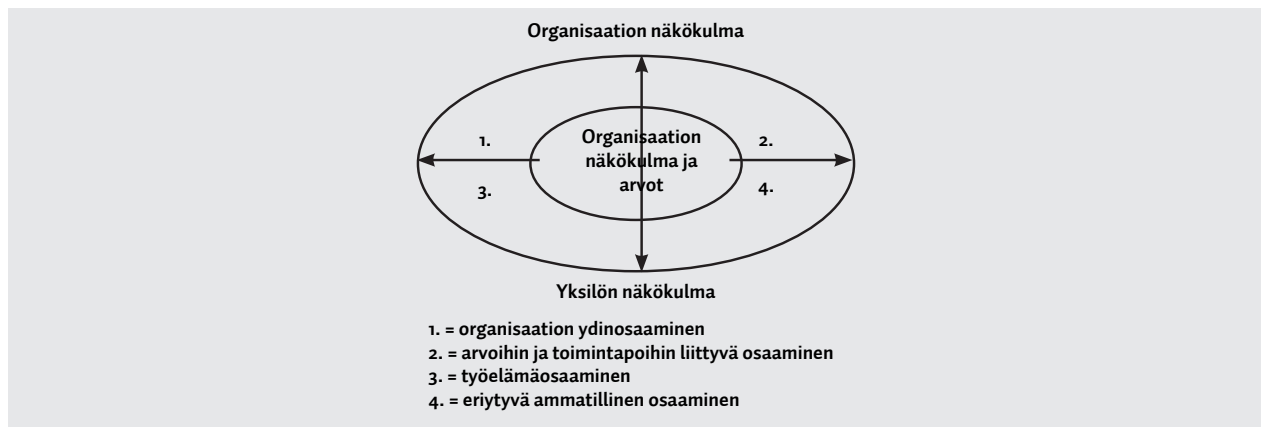 Organisaation näkökulma
1.
Organisaation
näkökulma ja
arvot
2.
3.
4.
Yksilön näkökulma
1. = organisaation ydinosaaminen
2. = arvoihin ja toimintapoihin liittyvä osaaminen
3. = työelämäosaaminen
4. = eriytyvä ammatillinen osaaminen